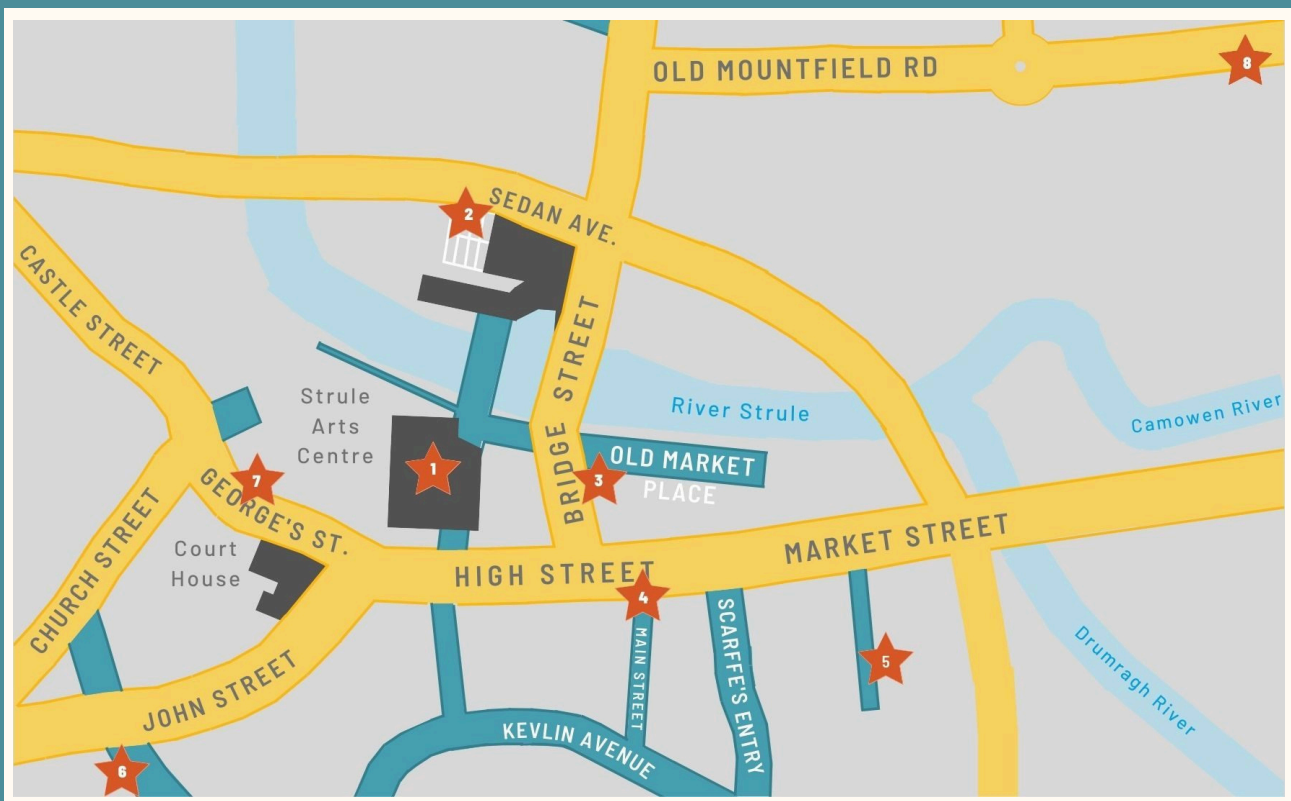 OLD MOUNTFIELD RD
8
2
SEDAN AVE.
CASTLE STREET
BRIDGE STREET
Strule
Arts
Centre
River Strule
Camowen River
1
OLD MARKET
PLACE
3
7
GEORGE'S ST.
CHURCH STREET
Court
House
HIGH STREET
MARKET STREET
4
MAIN STREET
SCARFFE'S ENTRY
5
Drumragh River
JOHN STREET
KEVLIN AVENUE
6